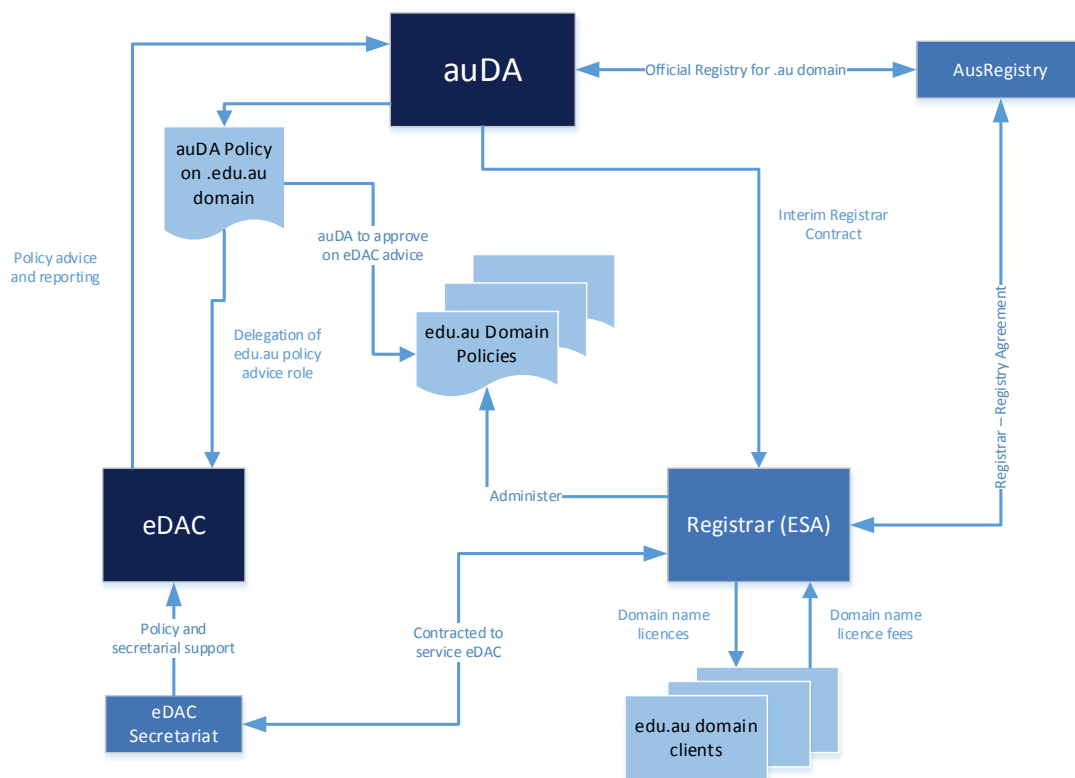 auDA
Official Registry for .au domain
AusRegistry
auDA Policy
on .edu.au
domain
Interim Registrar
Contract
auDA to approve
on eDAC advice
Policy advice
and reporting
edu.au Domain
Policies
Delegation of
edu.au policy
advice role
Registrar – Registry Agreement
eDAC
Administer
Registrar (ESA)
Policy and
secretarial support
Contracted to
service eDAC
Domain name
licences
Domain name
licence fees
eDAC
Secretariat
edu.au domain
clients